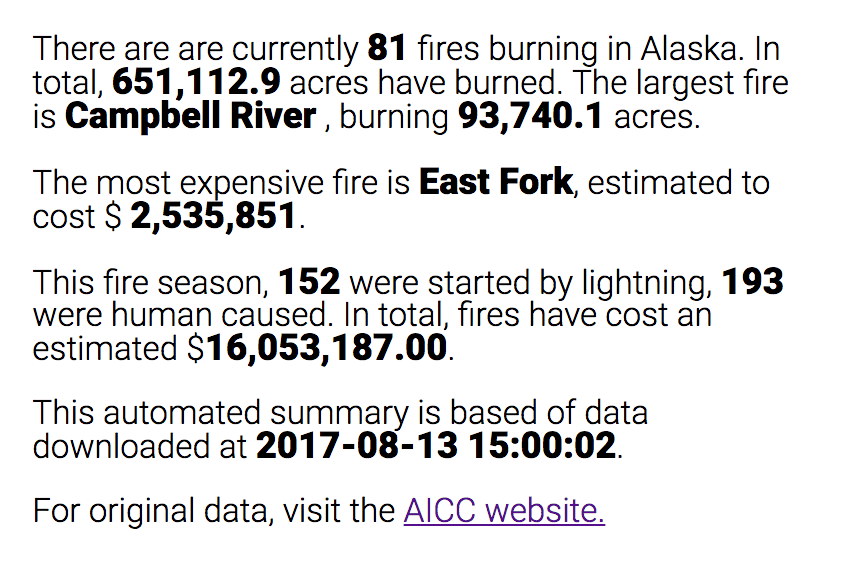 There are are currently 81 fires burning in Alaska. In
total, 651,112.9 acres have burned. The largest fire
is Campbell River , burning 93,740.1 acres.
The most expensive fire is East Fork, estimated to
cost $ 2,535,851.
This fire season, 152 were started by lightning, 193
were human caused. In total, fires have cost an
estimated $16,053,187.00.
This automated summary is based of data
downloaded at 2017-08-13 15:00:02.
For original data, visit the AICC website.